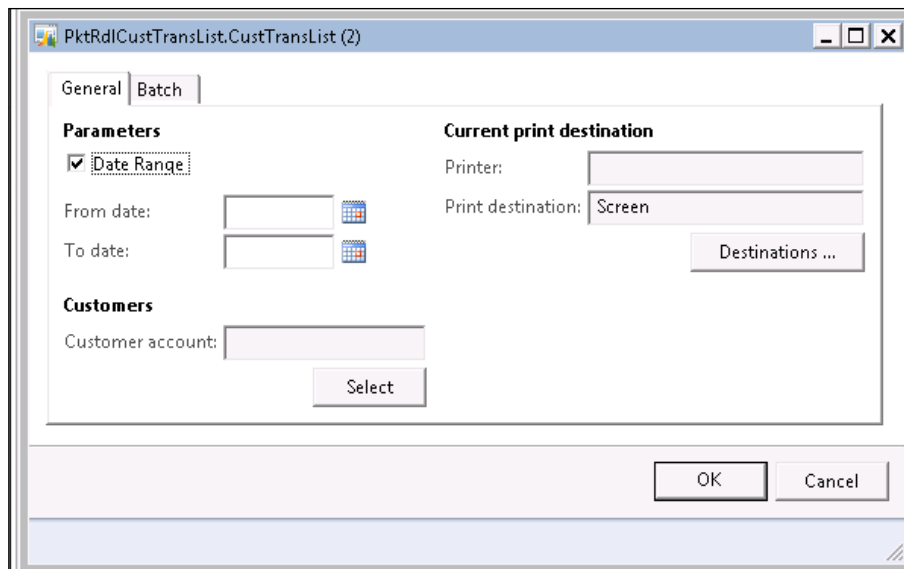 PktRdlCustTransList.CustTransList (2)
General Batch
Parameters
Date Range
From date:
To date:
Customers
Customer account:
Select
Current print destination
Printer:
Print destination: Screen
Destinations ...
OK Cancel